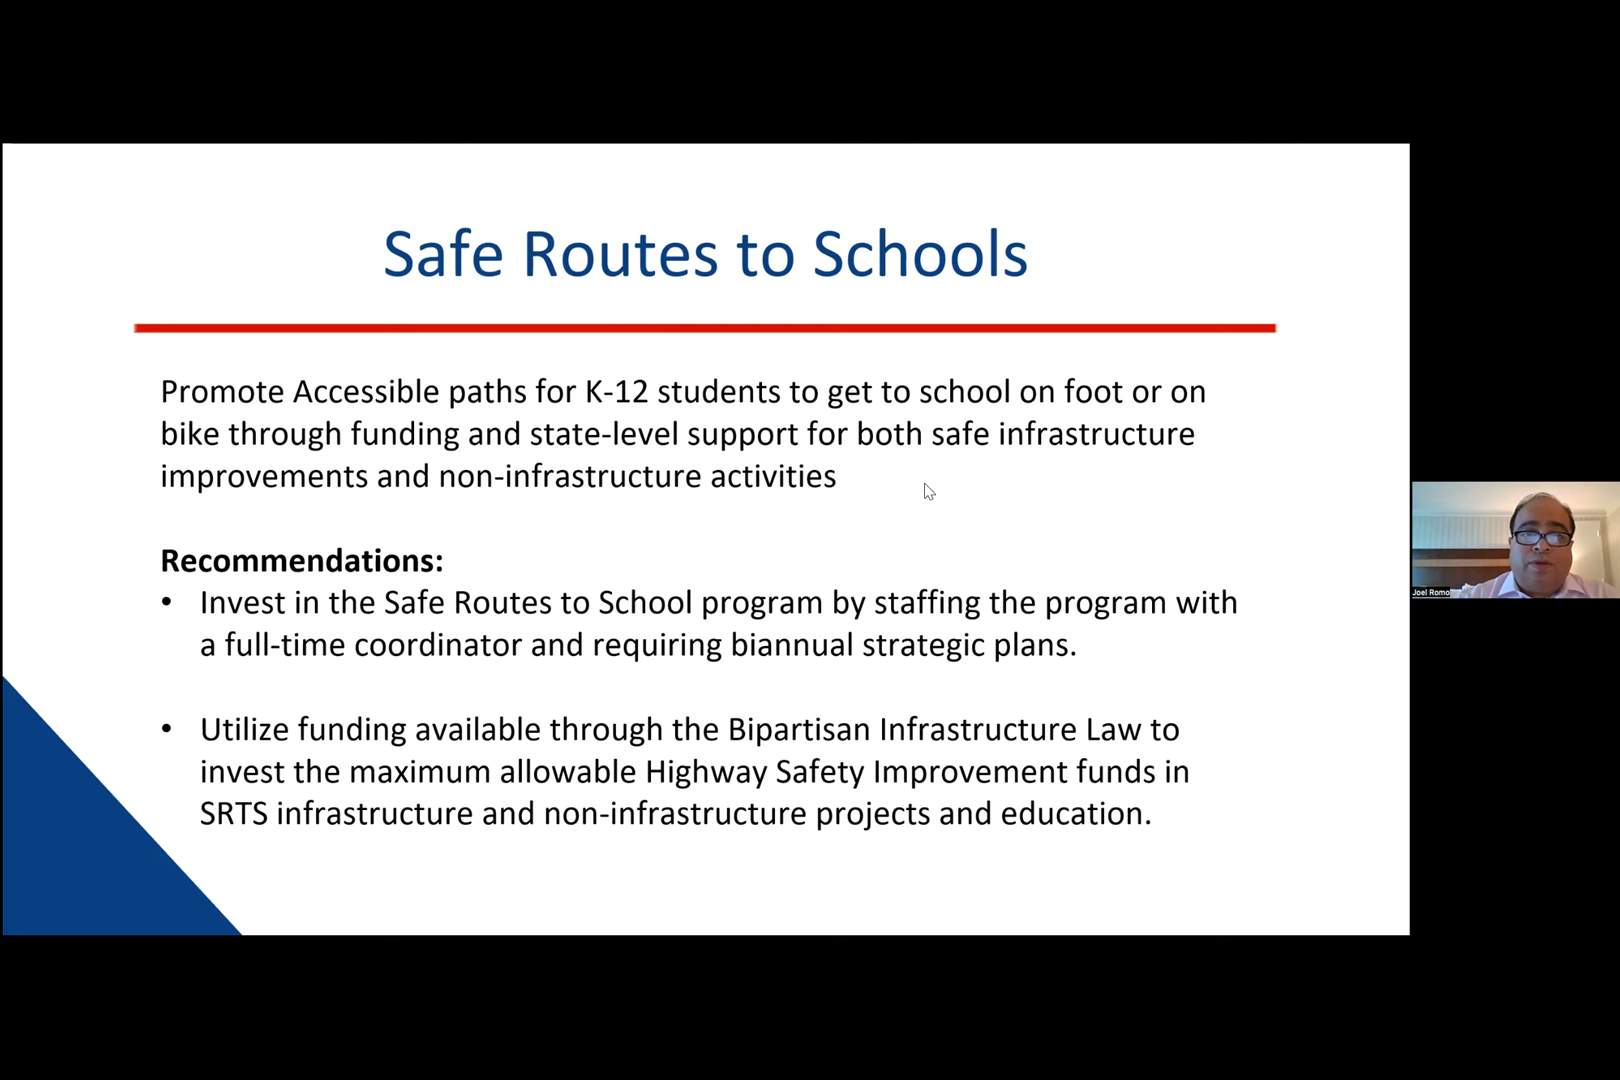 Safe Routes to Schools
Promote Accessible paths for K-12 students to get to school on foot or on
bike through funding and state-level support for both safe infrastructure
improvements and non-infrastructure activities
Recommendations:
• Invest in the Safe Routes to School program by staffing the program with
a full-time coordinator and requiring biannual strategic plans.
• Utilize funding available through the Bipartisan Infrastructure Law to
invest the maximum allowable Highway Safety Improvement funds in
SRTS infrastructure and non-infrastructure projects and education.
Joel Romo